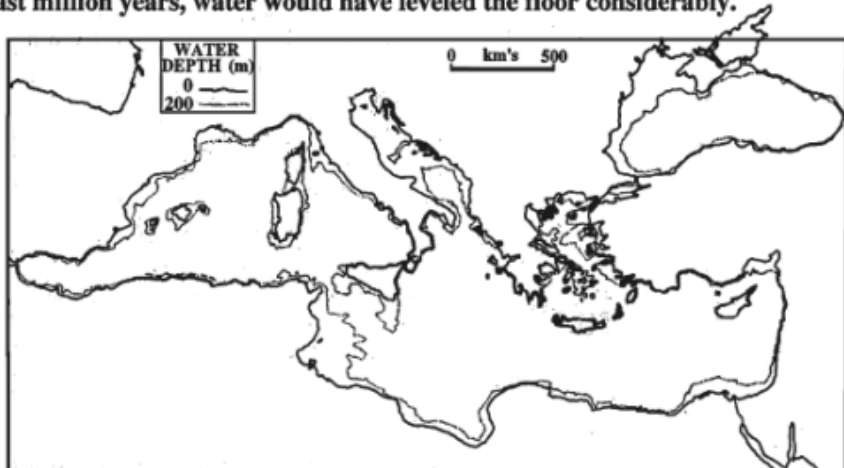 ast million years, water would have leveled the floor considerably.
WATER
DEPTH (m)
0
200
0 km's 500